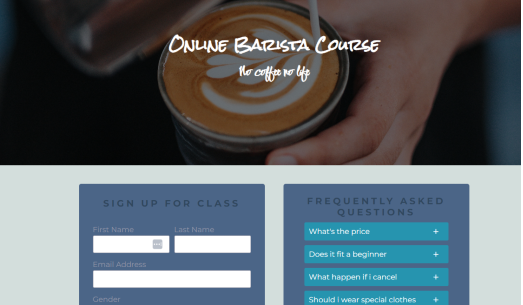 Online Barista Course
No coffee no life
SIGN UP FOR CLASS
First Name
Last Name
Email Address
Gender
FREQUENTLY ASKED
QUESTIONS
What's the price +
Does it fit a beginner +
What happen if i cancel +
Should i wear special clothes +